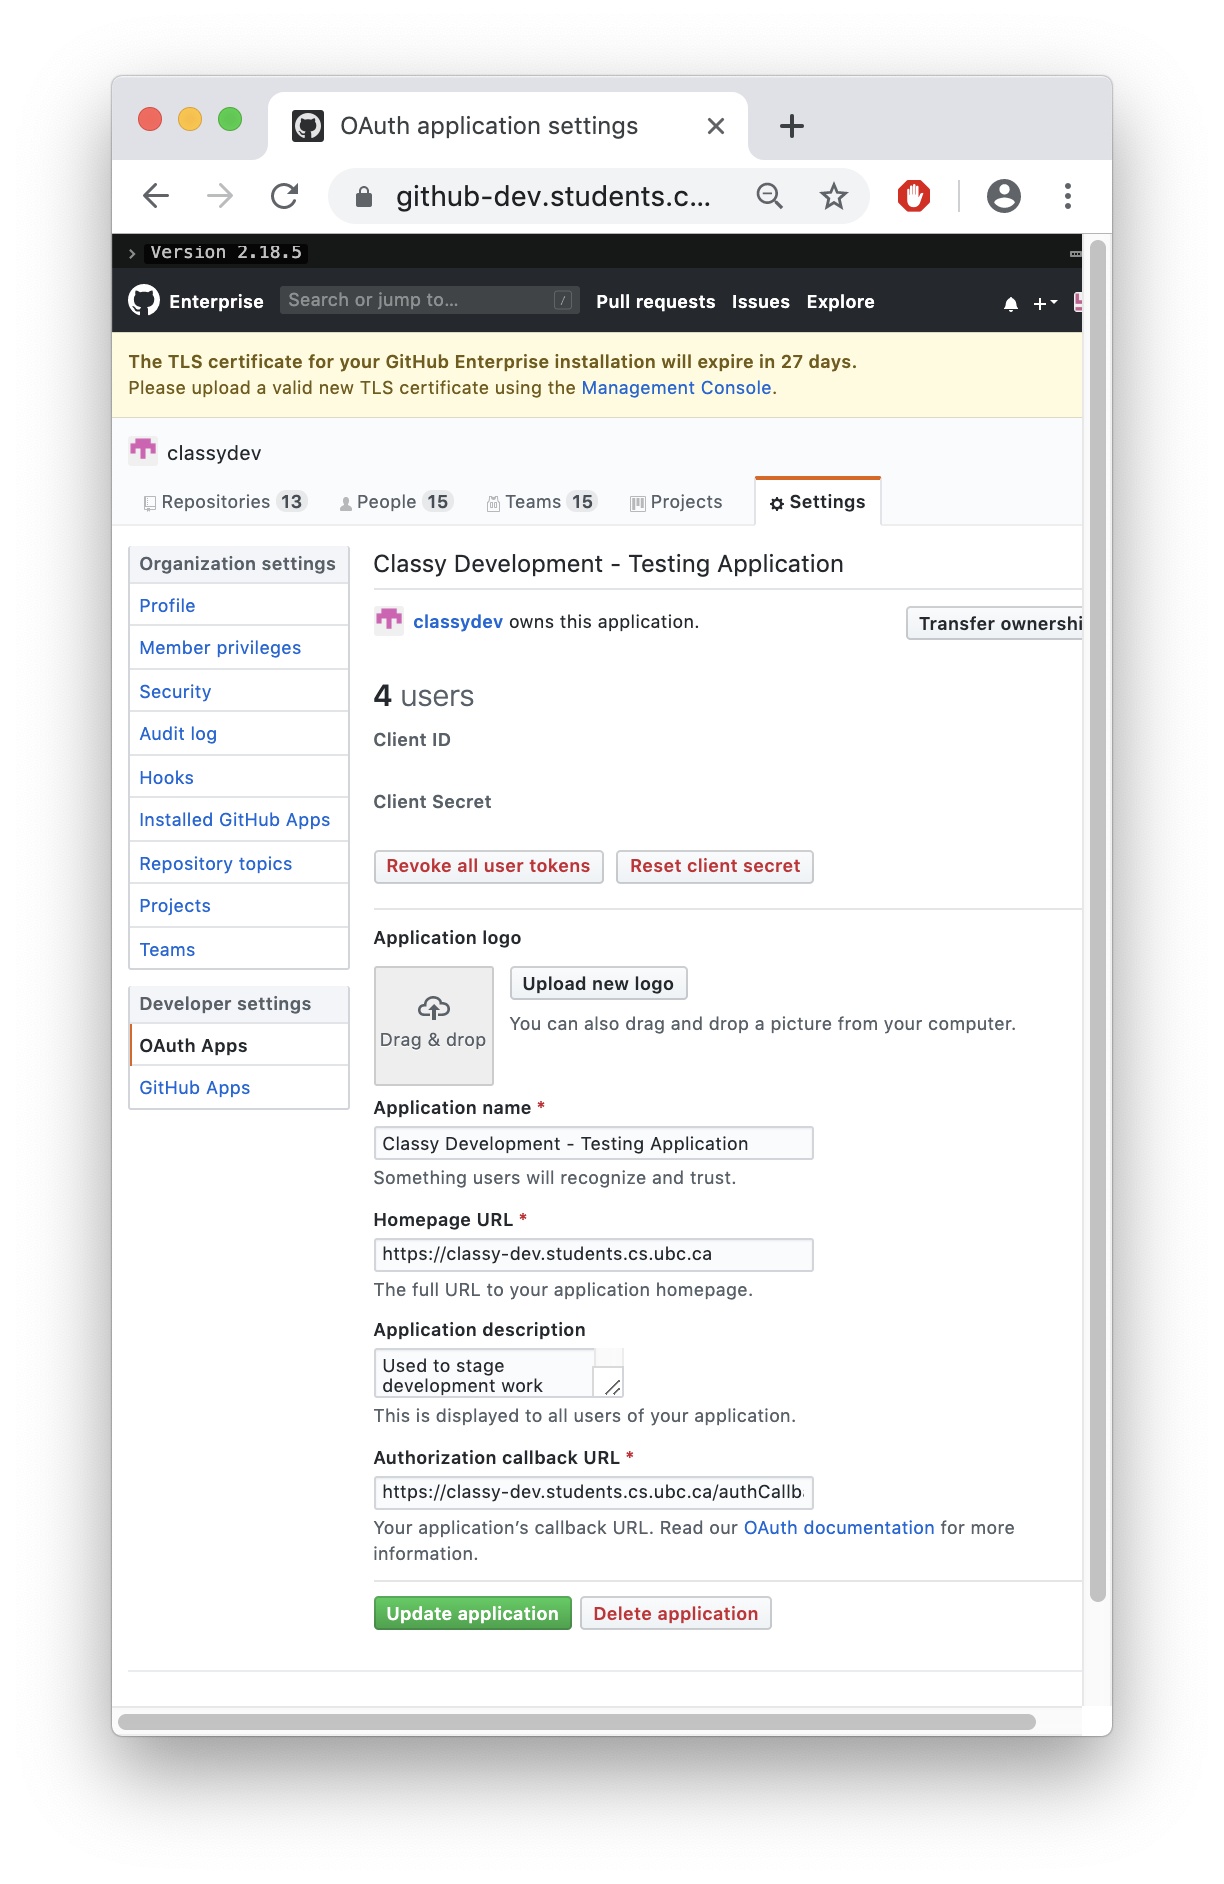 OAuth application settings
github-dev.students.c...
Version 2.18.5
Enterprise Search or jump to... / Pull requests Issues Explore
The TLS certificate for your GitHub Enterprise installation will expire in 27 days.
Please upload a valid new TLS certificate using the Management Console.
classydev
Repositories 13 People 15 Teams 15 Projects Settings
Organization settings
Profile
Member privileges
Security
Audit log
Hooks
Installed GitHub Apps
Repository topics
Projects
Teams
Developer settings
OAuth Apps
GitHub Apps
Classy Development - Testing Application
classydev owns this application.
Transfer ownershi
4 users
Client ID
Client Secret
Revoke all user tokens Reset client secret
Application logo
Drag & drop
Upload new logo
You can also drag and drop a picture from your computer.
Application name *
Classy Development - Testing Application
Something users will recognize and trust.
Homepage URL *
https://classy-dev.students.cs.ubc.ca
The full URL to your application homepage.
Application description
Used to stage
development work
This is displayed to all users of your application.
Authorization callback URL *
https://classy-dev.students.cs.ubc.ca/authCallb
Your application’s callback URL. Read our OAuth documentation for more
information.
Update application Delete application